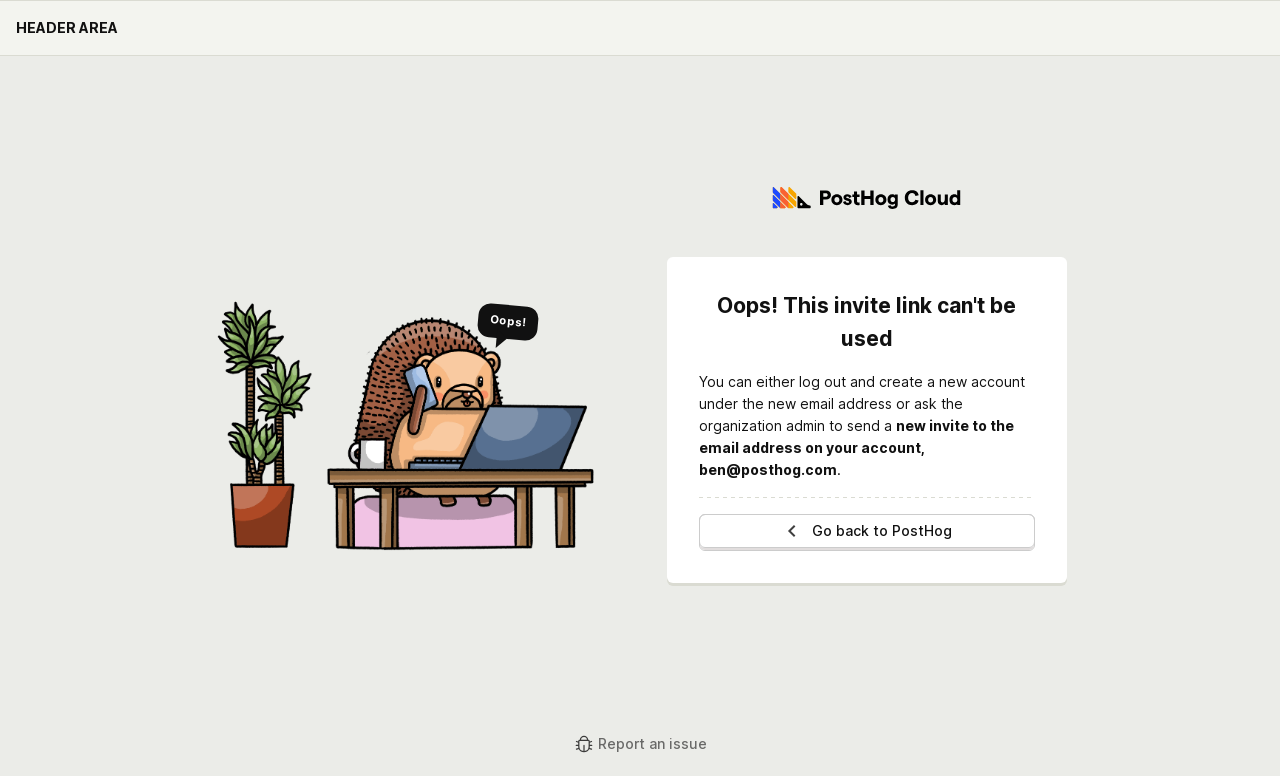 HEADER AREA
PostHog Cloud
Oops!
Oops! This invite link can't be
used
You can either log out and create a new account
under the new email address or ask the
organization admin to send a new invite to the
email address on your account,
ben@posthog.com.
Go back to PostHog
Report an issue